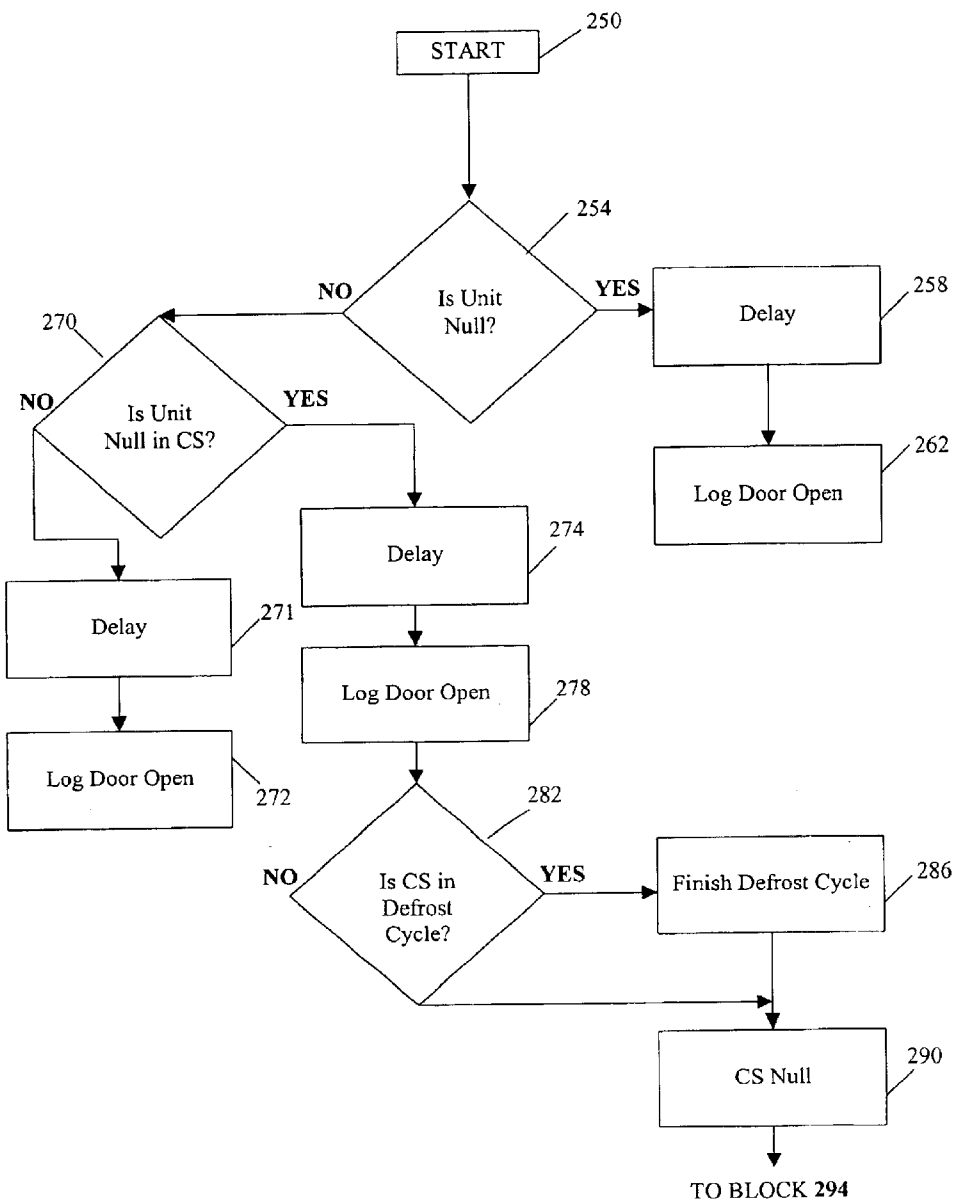 250
START
254
NO
Is Unit
Null?
YES
258
Delay
270
NO
Is Unit
Null in CS?
YES
262
Log Door Open
274
Delay
271
Delay
278
Log Door Open
272
Log Door Open
282
NO
Is CS in
Defrost
Cycle?
YES
Finish Defrost Cycle
286
290
CS Null
TO BLOCK 294